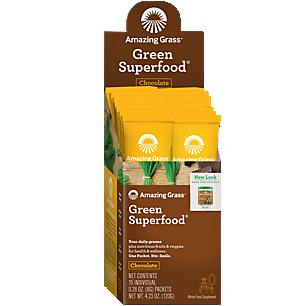 Amazing Grass®
Green
Superfood®
Chocolate
New Look
Amazing Grass®
Green
Superfood®
Your daily greens
plus nutritious fruits & veggies
for health & wellness.
One Packet. Stir. Smile.
Chocolate
NET CONTENTS
15 INDIVIDUAL
0.28 OZ. (8G) PACKETS
NET WT. 4.23 OZ. (120G)